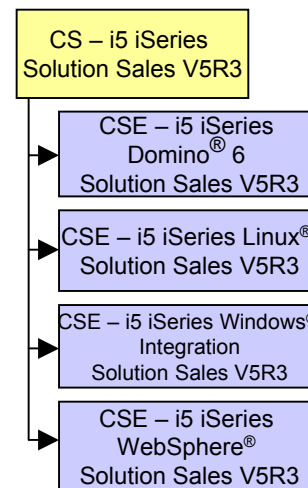 CS – i5 iSeries
Solution Sales V5R3
CSE – i5 iSeries
Domino® 6
Solution Sales V5R3
CSE – i5 iSeries Linux®
Solution Sales V5R3
CSE – i5 iSeries Windows®
Integration
Solution Sales V5R3
CSE – i5 iSeries
WebSphere®
Solution Sales V5R3